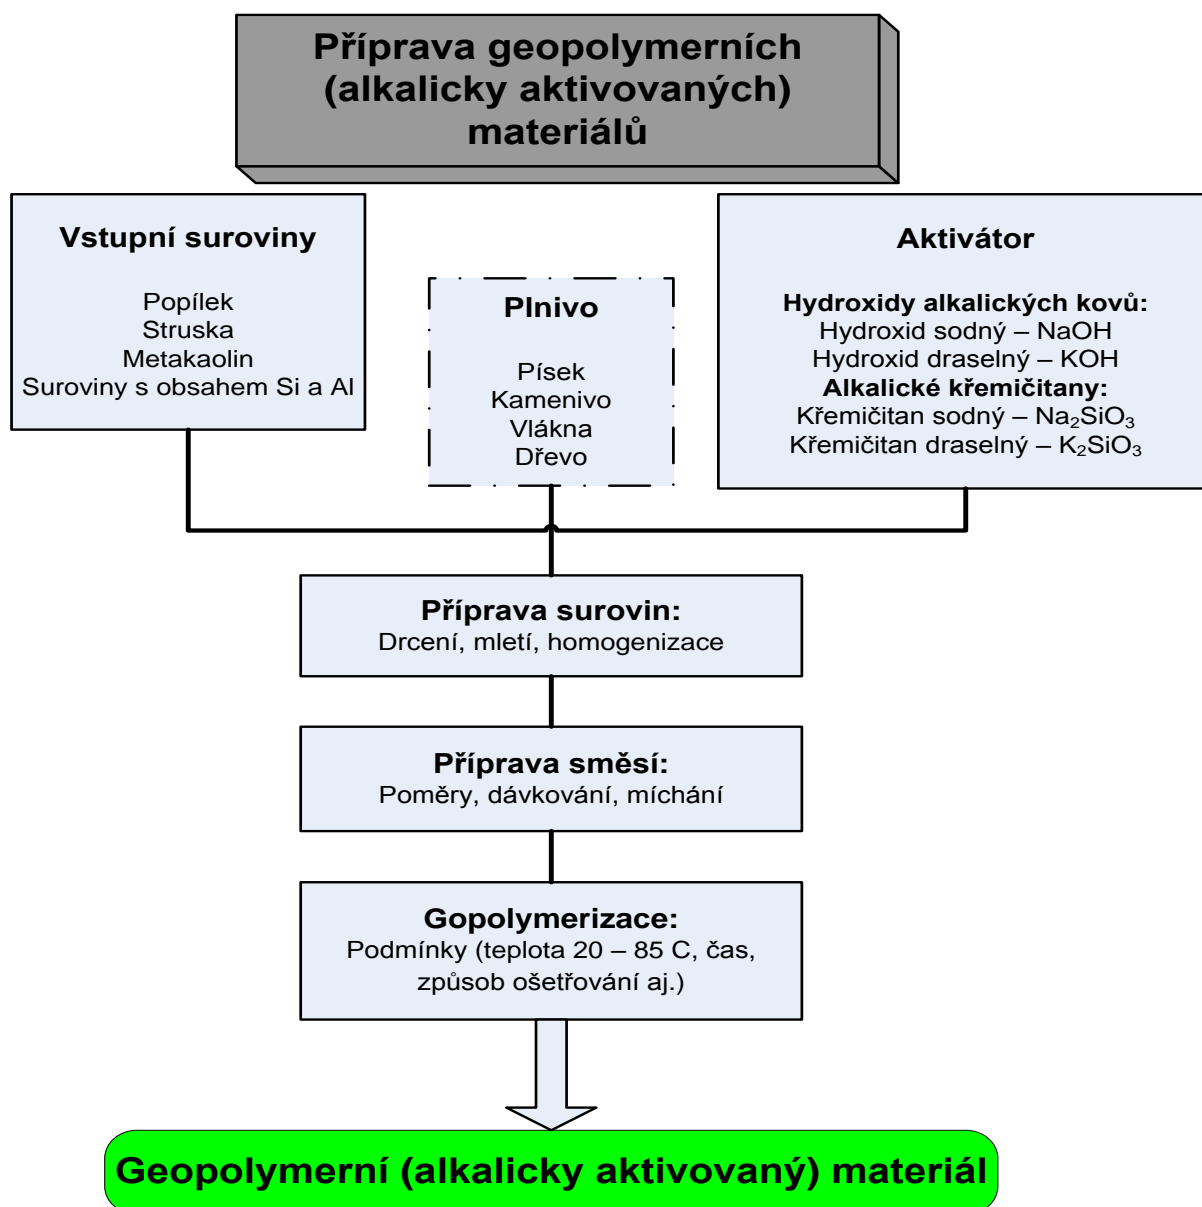 Příprava geopolymerních
(alkalicky aktivovaných)
materiálů
Vstupní suroviny
Popílek
Struska
Metakaolin
Suroviny s obsahem Si a Al
Plnivo
Písek
Kamenivo
Vlákna
Dřevo
Aktivátor
Hydroxidy alkalických kovů:
Hydroxid sodný – NaOH
Hydroxid draselný – KOH
Alkalické křemičitany:
Křemičitan sodný – Na₂SiO₃
Křemičitan draselný – K₂SiO₃
Příprava surovin:
Drcení, mletí, homogenizace
Příprava směsí:
Poměry, dávkování, míchání
Gopolymerizace:
Podmínky (teplota 20 – 85 C, čas,
způsob ošetřování aj.)
Geopolymerní (alkalicky aktivovaný) materiál